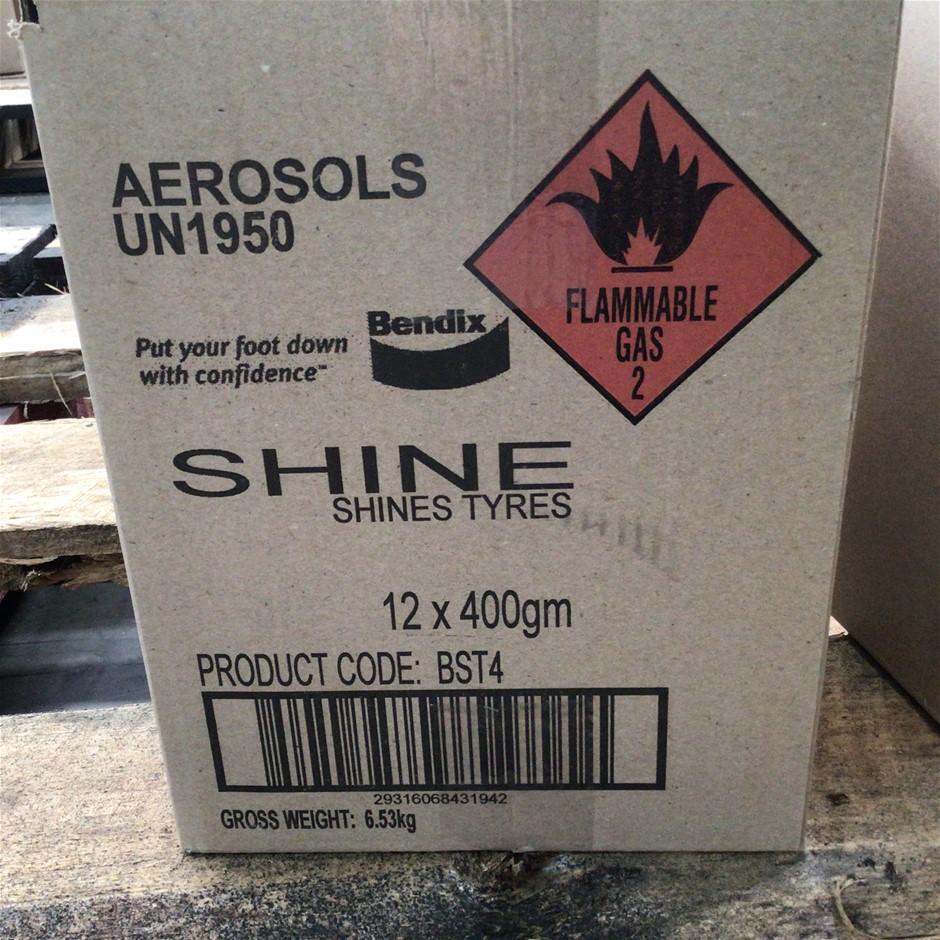 AEROSOLS
UN1950
FLAMMABLE
GAS
2
Put your foot down
with confidence™
Bendix
SHINE
SHINES TYRES
12 x 400gm
PRODUCT CODE: BST4
29316068431942
GROSS WEIGHT: 6.53kg